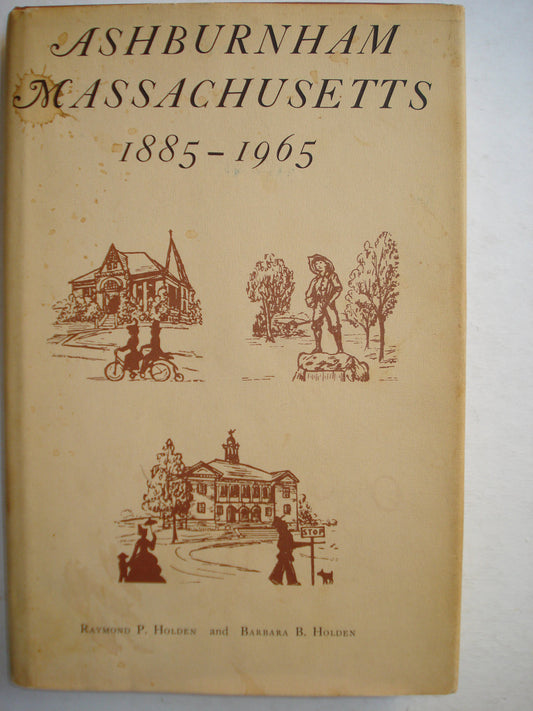 ASHBURNHAM
MASSACHUSETTS
1885-1965
STOP
RAYMOND P. HOLDEN and BARBARA B. HOLDEN